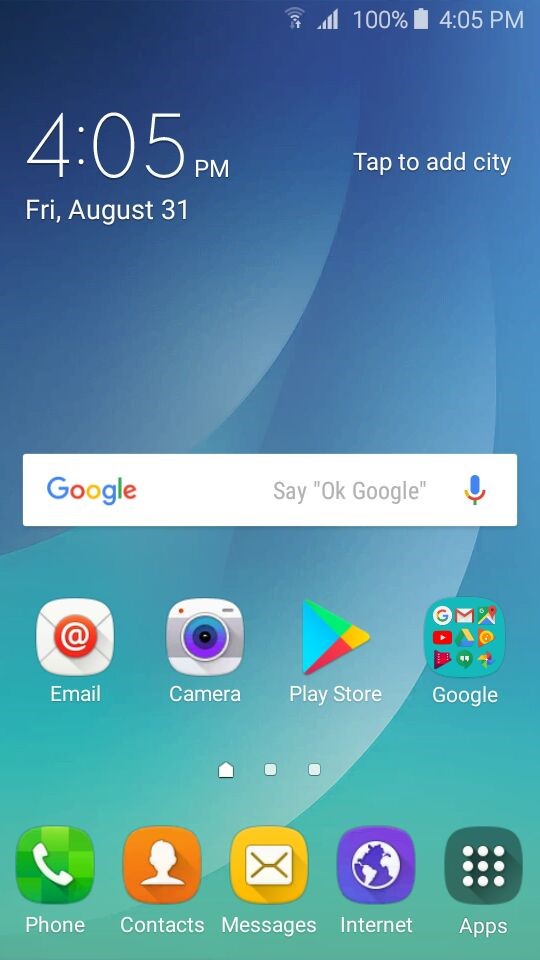 100% 4:05 PM
4:05 PM
Tap to add city
Fri, August 31
Google Say "Ok Google"
Email Camera Play Store Google
Phone Contacts Messages Internet Apps